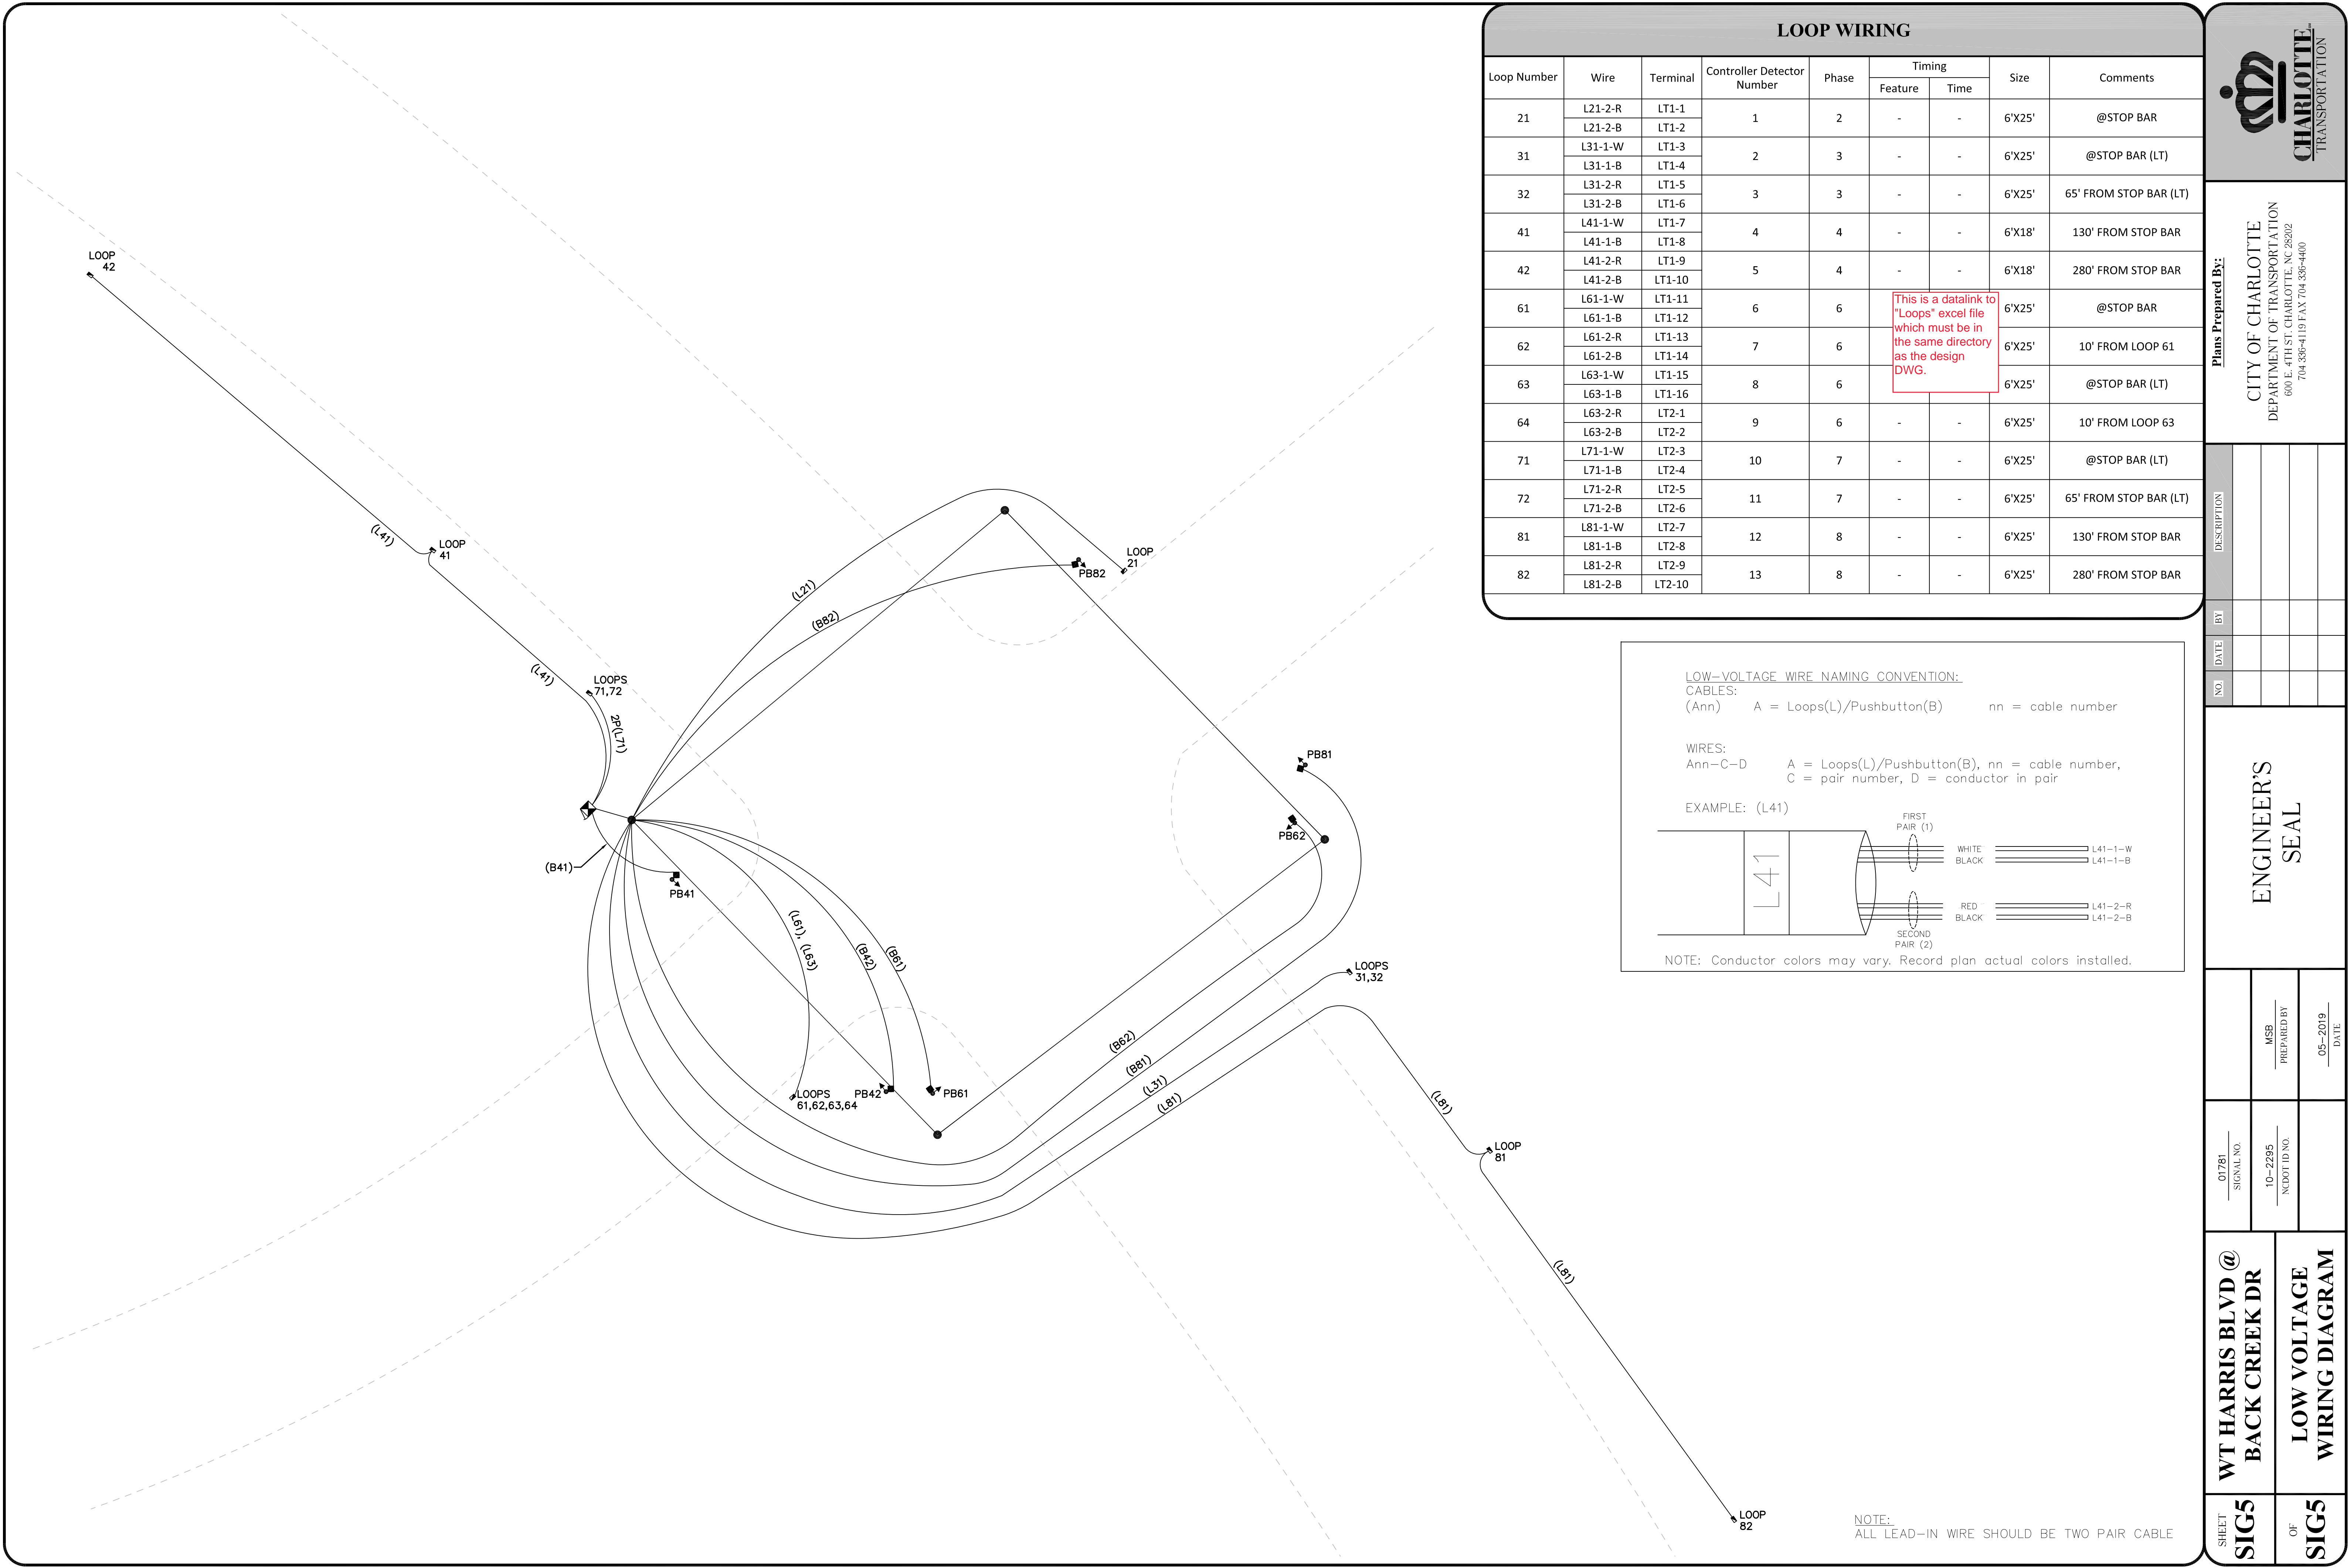 LOOP WIRING
Loop Number Wire Terminal Controller Detector Number Phase Timing Size Comments
Feature Time
21 L21-2-R LT1-1 1 2 - - 6'X25' @STOP BAR
L21-2-B LT1-2
31 L31-1-W LT1-3 2 3 - - 6'X25' @STOP BAR (LT)
L31-1-B LT1-4
32 L31-2-R LT1-5 3 3 - - 6'X25' 65' FROM STOP BAR (LT)
L31-2-B LT1-6
41 L41-1-W LT1-7 4 4 - - 6'X18' 130' FROM STOP BAR
L41-1-B LT1-8
42 L41-2-R LT1-9 5 4 - - 6'X18' 280' FROM STOP BAR
L41-2-B LT1-10
61 L61-1-W LT1-11 6 6 6'X25' @STOP BAR
L61-1-B LT1-12
62 L61-2-R LT1-13 7 6 6'X25' 10' FROM LOOP 61
L61-2-B LT1-14
63 L63-1-W LT1-15 8 6 6'X25' @STOP BAR (LT)
L63-1-B LT1-16
64 L63-2-R LT2-1 9 6 - - 6'X25' 10' FROM LOOP 63
L63-2-B LT2-2
71 L71-1-W LT2-3 10 7 - - 6'X25' @STOP BAR (LT)
L71-1-B LT2-4
72 L71-2-R LT2-5 11 7 - - 6'X25' 65' FROM STOP BAR (LT)
L71-2-B LT2-6
81 L81-1-W LT2-7 12 8 - - 6'X25' 130' FROM STOP BAR
L81-1-B LT2-8
82 L81-2-R LT2-9 13 8 - - 6'X25' 280' FROM STOP BAR
L81-2-B LT2-10
This is a datalink to
"Loops" excel file
which must be in
the same directory
as the design
DWG.
LOOP
42
(L41)
LOOP
41
(L41)
LOOPS
71,72
2P(L71)
(L21)
(B82)
PB82
LOOP
21
PB81
PB62
(B41)
PB41
(L61), (L63)
(B42)
(B61)
LOOPS
31,32
(B62)
(B81)
(L31)
(L81)
LOOPS
61,62,63,64
PB42
PB61
(L81)
LOOP
81
(L81)
LOOP
82
LOW-VOLTAGE WIRE NAMING CONVENTION:
CABLES:
(Ann) A = Loops(L)/Pushbutton(B) nn = cable number
WIRES:
Ann-C-D A = Loops(L)/Pushbutton(B), nn = cable number,
C = pair number, D = conductor in pair
EXAMPLE: (L41)
L41
FIRST
PAIR (1)
WHITE L41-1-W
BLACK L41-1-B
RED L41-2-R
BLACK L41-2-B
SECOND
PAIR (2)
NOTE: Conductor colors may vary. Record plan actual colors installed.
NOTE:
ALL LEAD-IN WIRE SHOULD BE TWO PAIR CABLE
CHARLOTTE
TRANSPORTATION
Plans Prepared By:
CITY OF CHARLOTTE
DEPARTMENT OF TRANSPORTATION
600 E. 4TH ST. CHARLOTTE, NC 28202
704 336-4119 FAX 704 336-4400
NO. DATE BY DESCRIPTION
ENGINEER'S
SEAL
MSB
PREPARED BY
05-2019
DATE
01781
SIGNAL NO.
10-2295
NCDOT ID NO.
WT HARRIS BLVD @
BACK CREEK DR
LOW VOLTAGE
WIRING DIAGRAM
SHEET
SIG5
OF
SIG5